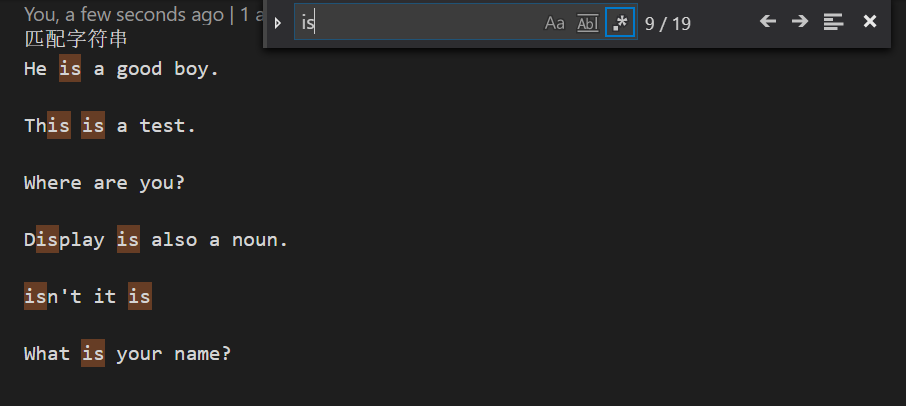 You, a few seconds ago | 1 a
is Aa Abl .* 9 / 19
匹配字符串
He is a good boy.
This is a test.
Where are you?
Display is also a noun.
isn't it is
What is your name?